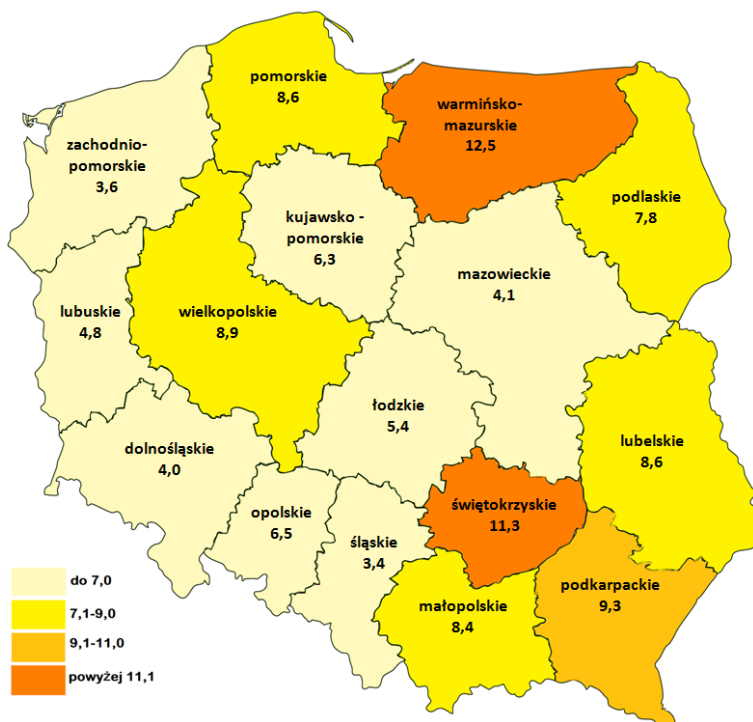 pomorskie
8,6
warmińsko-
mazurskie
12,5
zachodnio-
pomorskie
3,6
podlaskie
7,8
kujawsko -
pomorskie
6,3
mazowieckie
4,1
lubuskie
4,8
wielkopolskie
8,9
łodzkie
5,4
dolnośląskie
4,0
lubelskie
8,6
opolskie
6,5
świętokrzyskie
11,3
śląskie
3,4
podkarpackie
9,3
małopolskie
8,4
do 7,0
7,1-9,0
9,1-11,0
powyżej 11,1